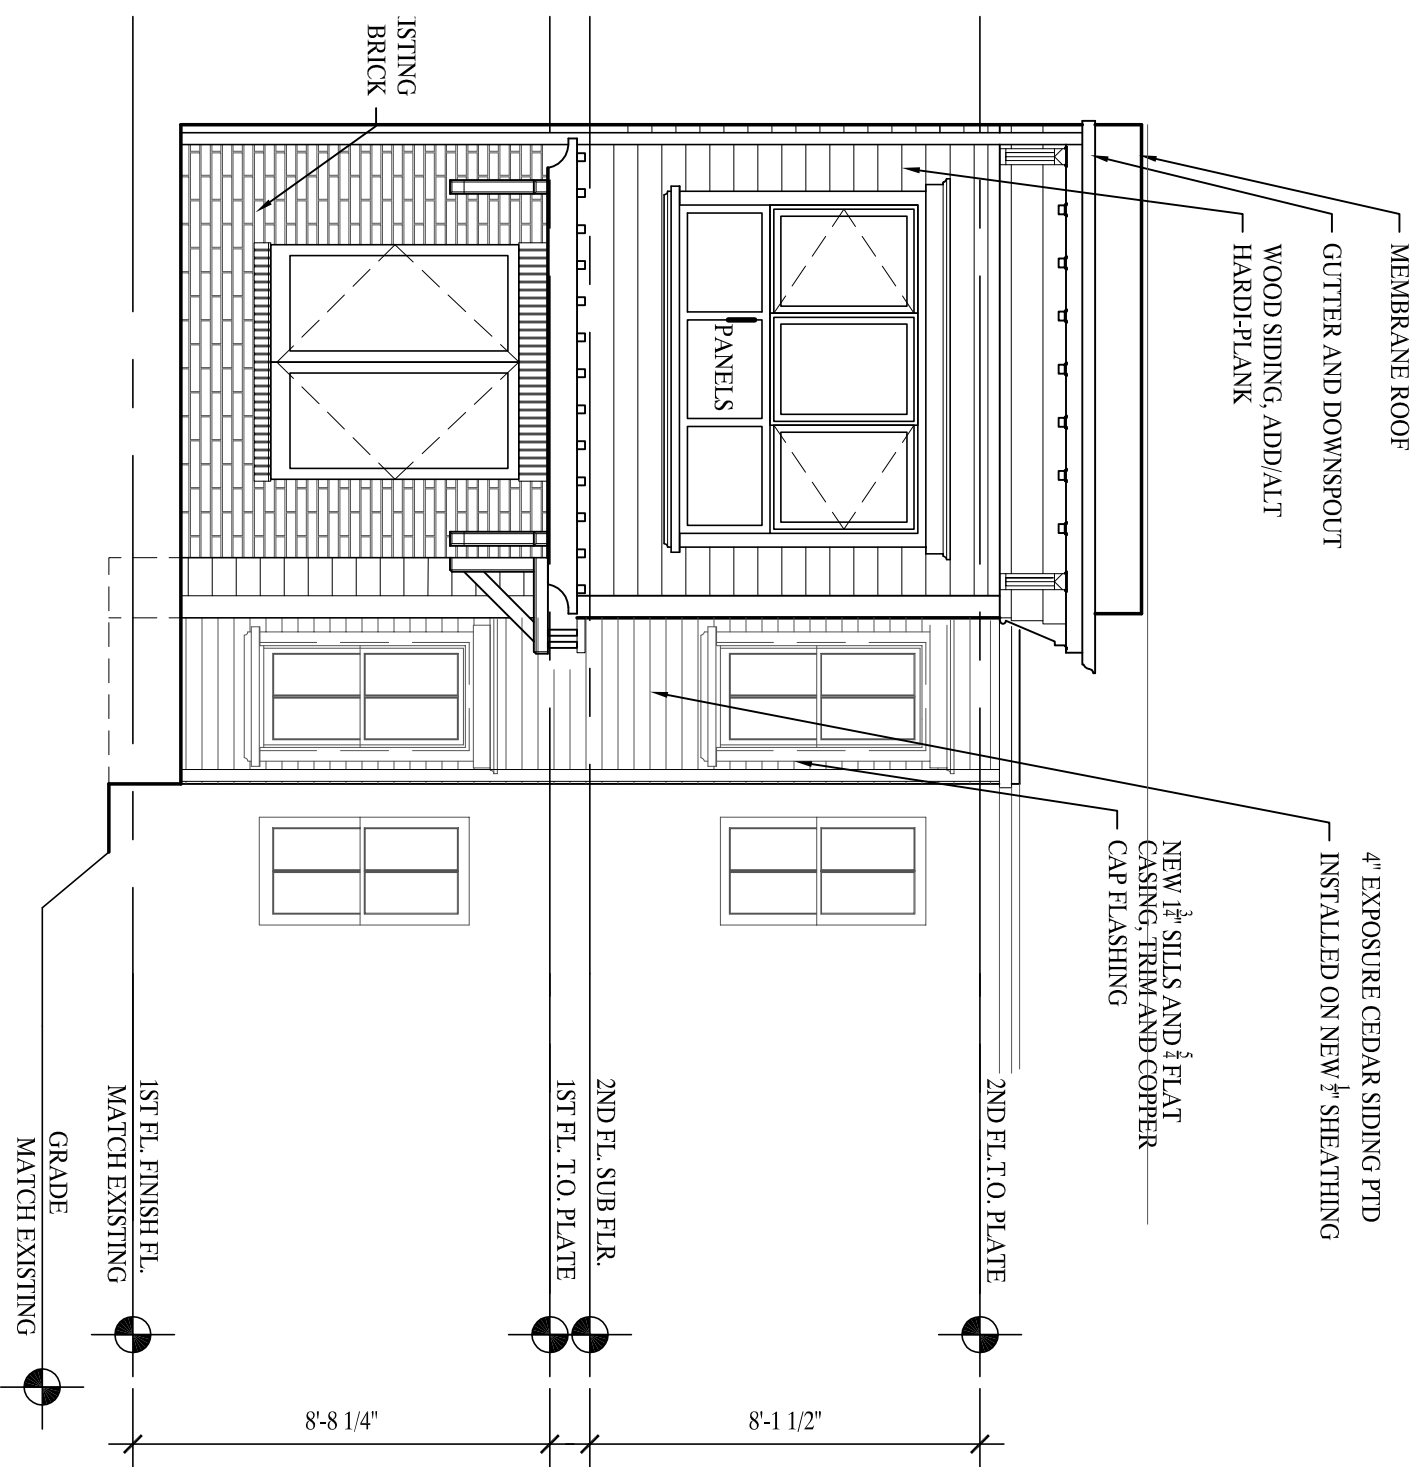 MEMBRANE ROOF
GUTTER AND DOWNSPOUT
WOOD SIDING, ADD/ALT
HARDI-PLANK
ISTING
BRICK
PANELS
4" EXPOSURE CEDAR SIDING PTD
INSTALLED ON NEW 1/2" SHEATHING
NEW 1 3/4" SILLS AND 5/4 FLAT
CASING, TRIM AND COPPER
CAP FLASHING
2ND FL.T.O. PLATE
2ND FL. SUB FLR.
1ST FL. T.O. PLATE
1ST FL. FINISH FL.
MATCH EXISTING
GRADE
MATCH EXISTING
8'-1 1/2"
8'-8 1/4"